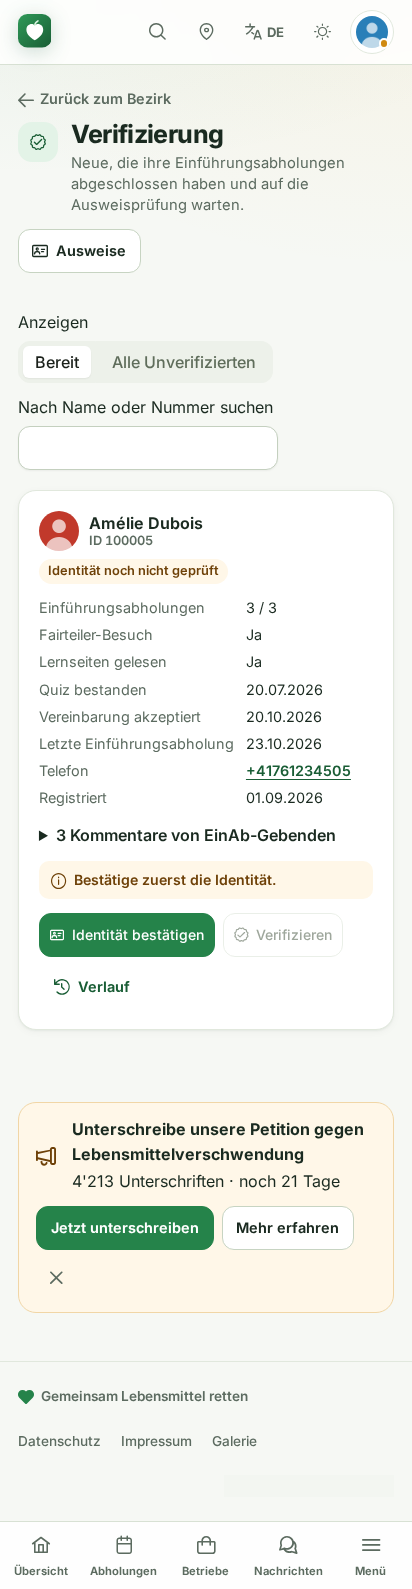 DE
Zurück zum Bezirk
Verifizierung
Neue, die ihre Einführungsabholungen
abgeschlossen haben und auf die
Ausweisprüfung warten.
Ausweise
Anzeigen
Bereit
Alle Unverifizierten
Nach Name oder Nummer suchen
Amélie Dubois
ID 100005
Identität noch nicht geprüft
Einführungsabholungen 3 / 3
Fairteiler-Besuch Ja
Lernseiten gelesen Ja
Quiz bestanden 20.07.2026
Vereinbarung akzeptiert 20.10.2026
Letzte Einführungsabholung 23.10.2026
Telefon +41761234505
Registriert 01.09.2026
3 Kommentare von EinAb-Gebenden
Bestätige zuerst die Identität.
Identität bestätigen
Verifizieren
Verlauf
Unterschreibe unsere Petition gegen
Lebensmittelverschwendung
4'213 Unterschriften · noch 21 Tage
Jetzt unterschreiben
Mehr erfahren
Gemeinsam Lebensmittel retten
Datenschutz Impressum Galerie
Übersicht Abholungen Betriebe Nachrichten Menü